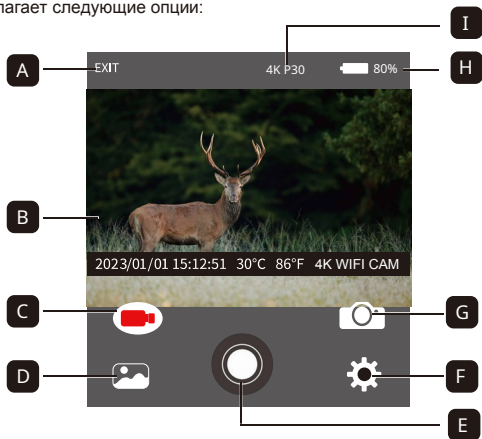 лагает следующие опции:
I
A EXIT 4K P30 80% H
B
2023/01/01 15:12:51 30°C 86°F 4K WIFI CAM
C G
D F
E